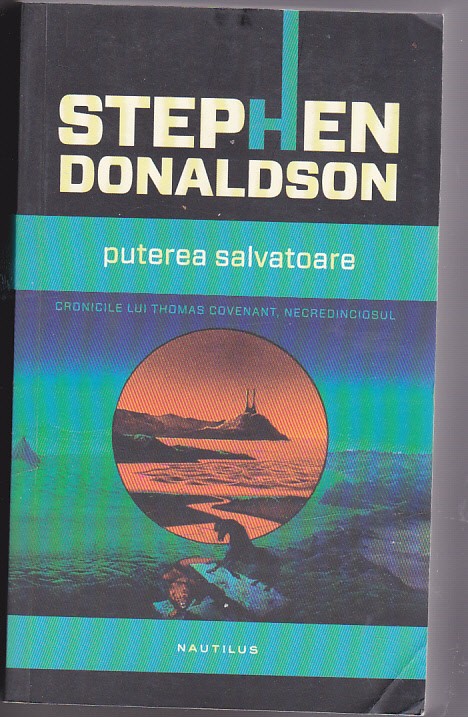 STEPHEN
DONALDSON
puterea salvatoare
CRONICILE LUI THOMAS COVENANT, NECREDINCIOSUL
NAUTILUS